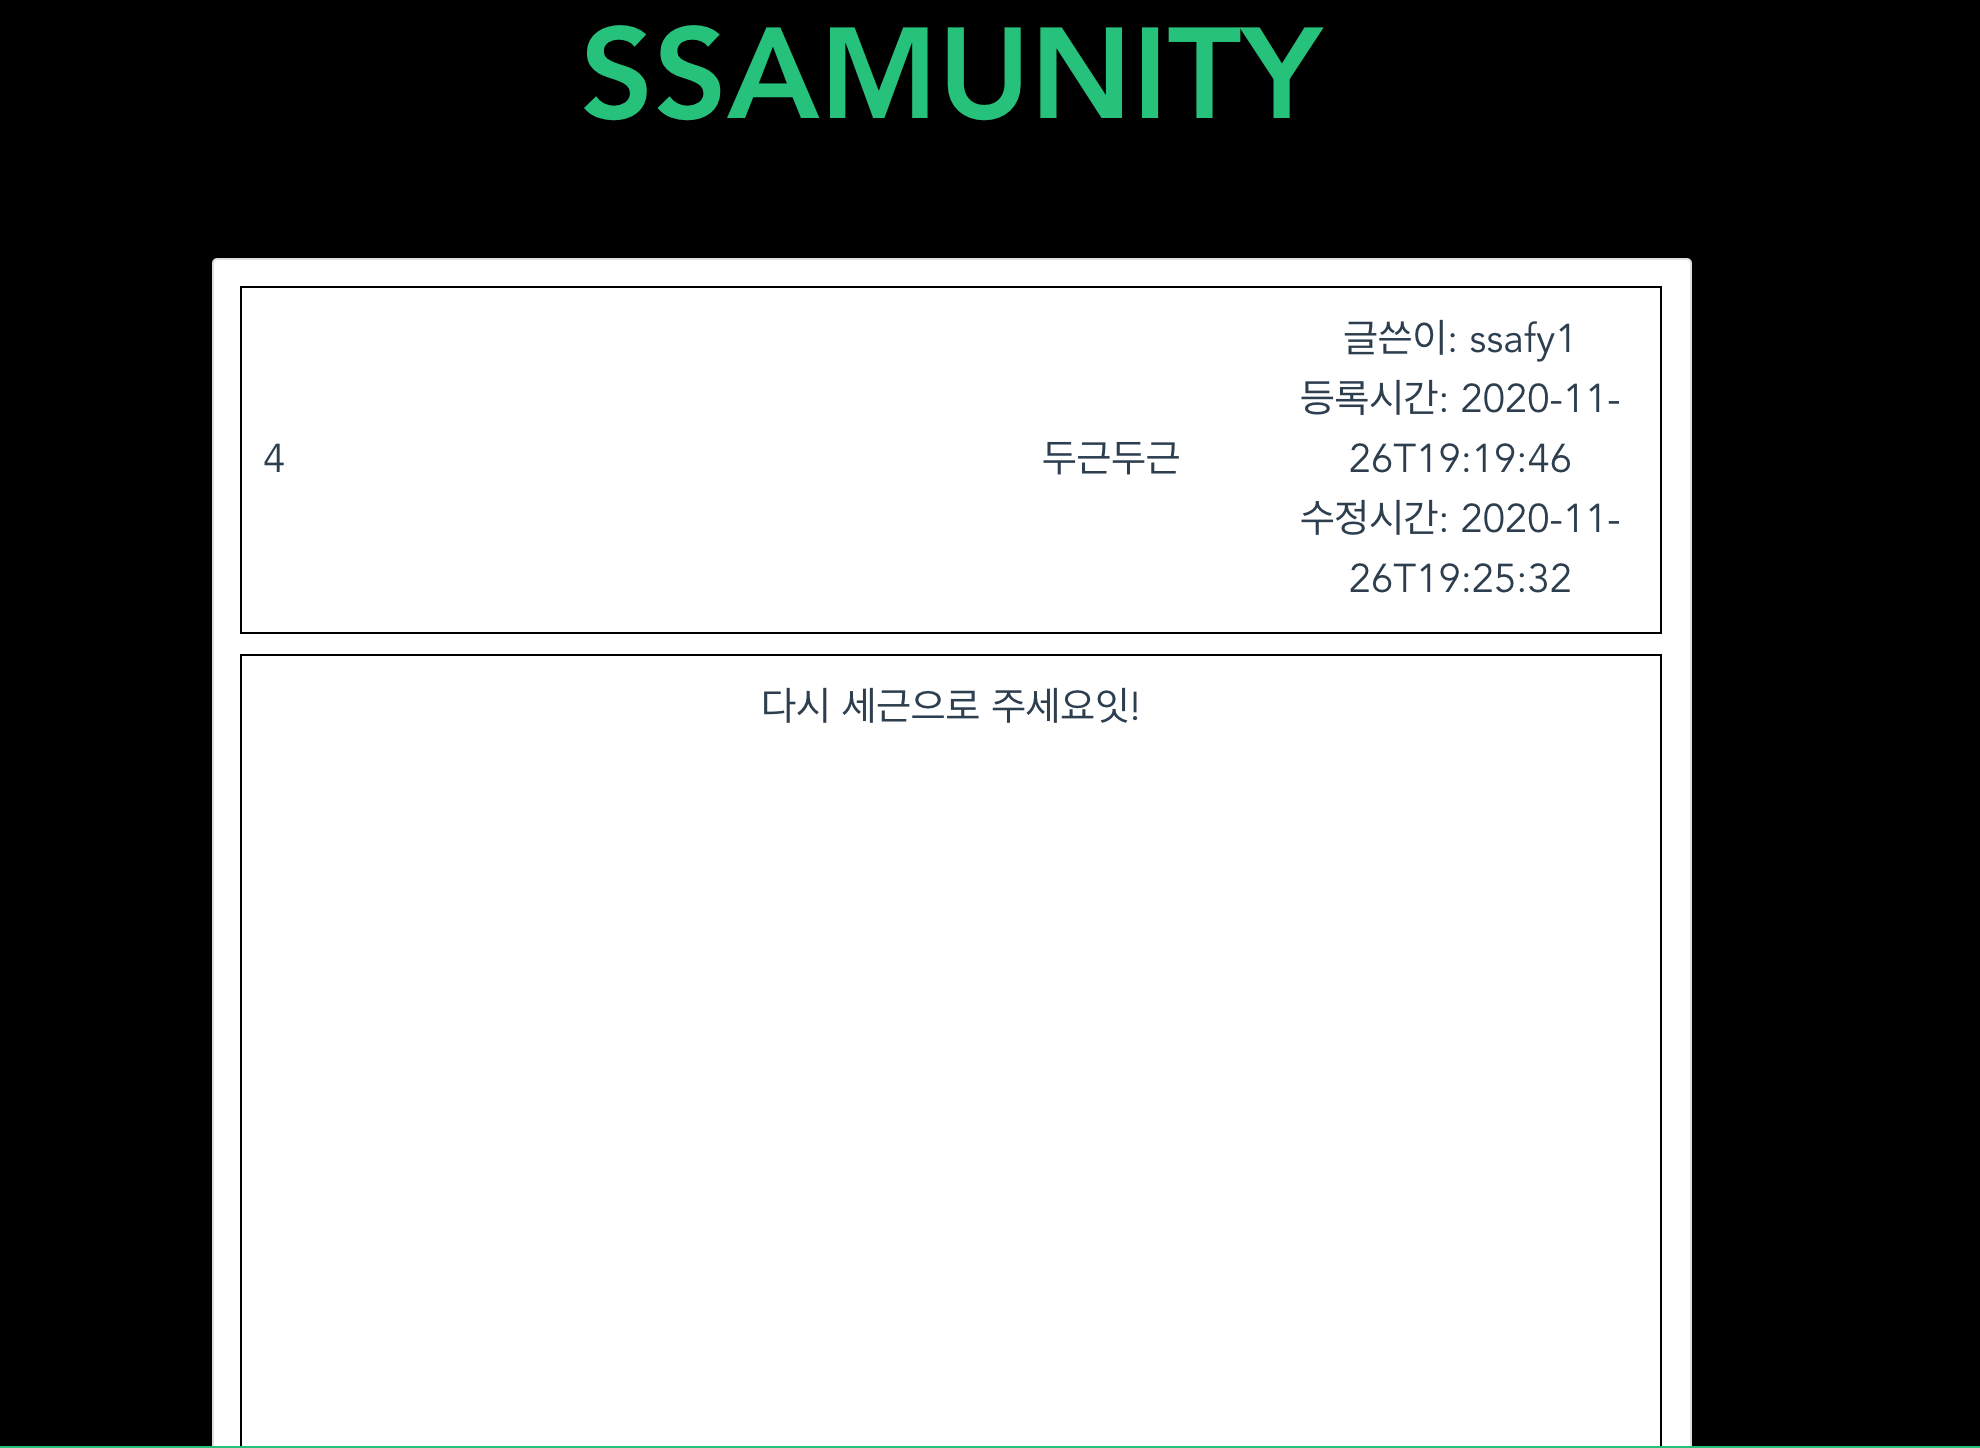 SSAMUNITY
4
두근두근
글쓴이: ssafy1
등록시간: 2020-11-
26T19:19:46
수정시간: 2020-11-
26T19:25:32
다시 세근으로 주세요잇!